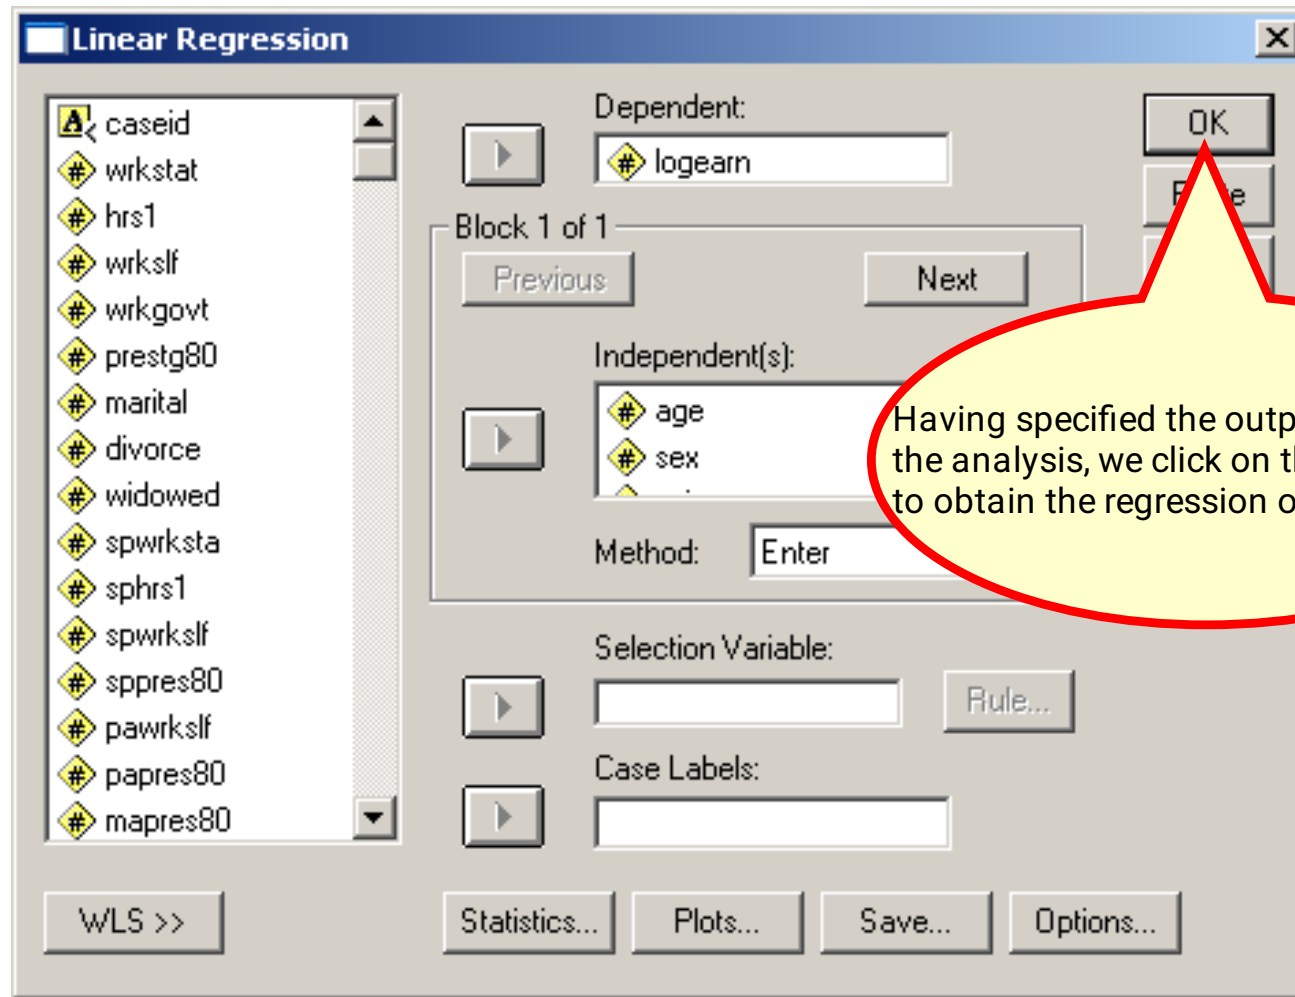 Linear Regression
caseid
wrkstat
hrs1
wrkslf
wrkgovt
prestg80
marital
divorce
widowed
spwrksta
sphrs1
spwrkslf
sppres80
pawrkslf
papres80
mapres80
WLS >>
Dependent:
logearn
Block 1 of 1
Previous
Next
Independent(s):
age
sex
Method:
Enter
Selection Variable:
Rule...
Case Labels:
Statistics...
Plots...
Save...
Options...
OK
Having specified the
the analysis, we click on
to obtain the regression